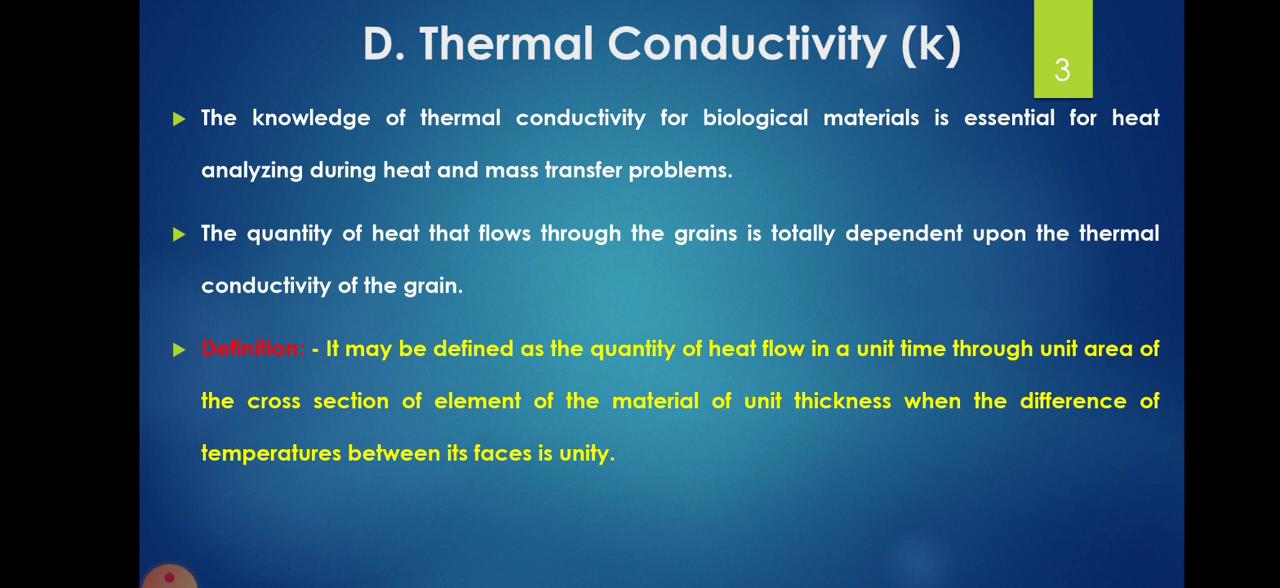 D. Thermal Conductivity (k)
3
The knowledge of thermal conductivity for biological materials is essential for heat
analyzing during heat and mass transfer problems.
The quantity of heat that flows through the grains is totally dependent upon the thermal
conductivity of the grain.
Definition: - It may be defined as the quantity of heat flow in a unit time through unit area of
the cross section of element of the material of unit thickness when the difference of
temperatures between its faces is unity.